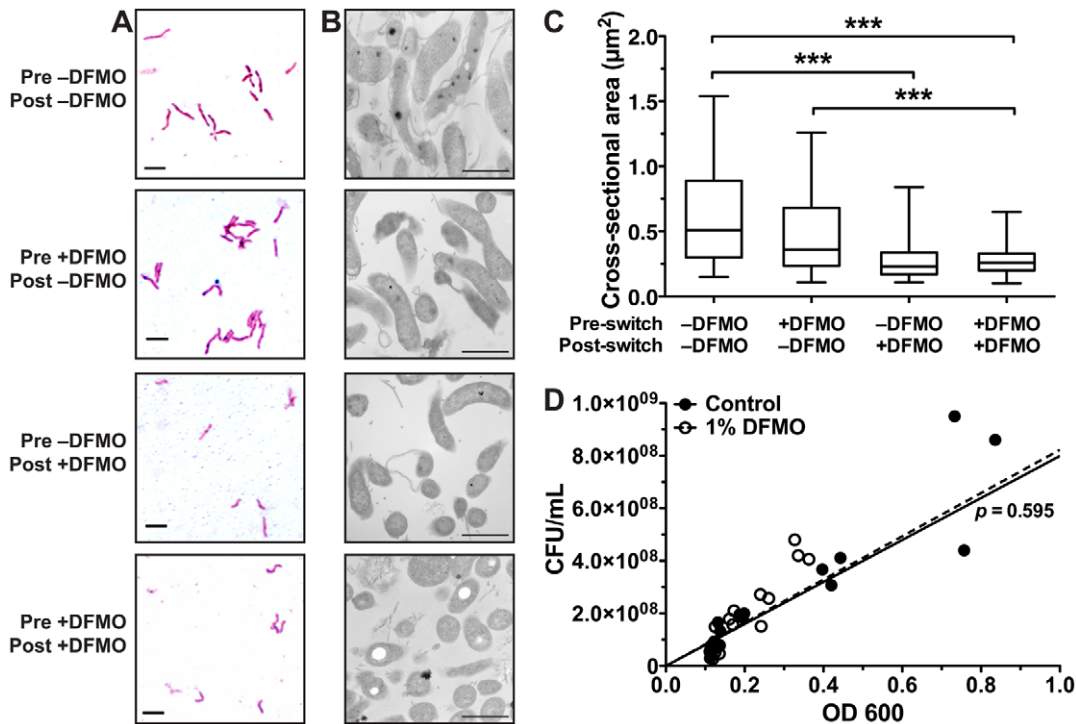 A
B
Pre –DFMO
Post –DFMO
Pre +DFMO
Post –DFMO
Pre –DFMO
Post +DFMO
Pre +DFMO
Post +DFMO
C
Cross-sectional area (µm²)
2.0
1.5
1.0
0.5
0.0
***
***
***
Pre-switch –DFMO +DFMO –DFMO +DFMO
Post-switch –DFMO –DFMO +DFMO +DFMO
D
Control
1% DFMO
CFU/mL
1.0×10⁰⁹
8.0×10⁰⁸
6.0×10⁰⁸
4.0×10⁰⁸
2.0×10⁰⁸
0
p = 0.595
0.0 0.2 0.4 0.6 0.8 1.0
OD 600